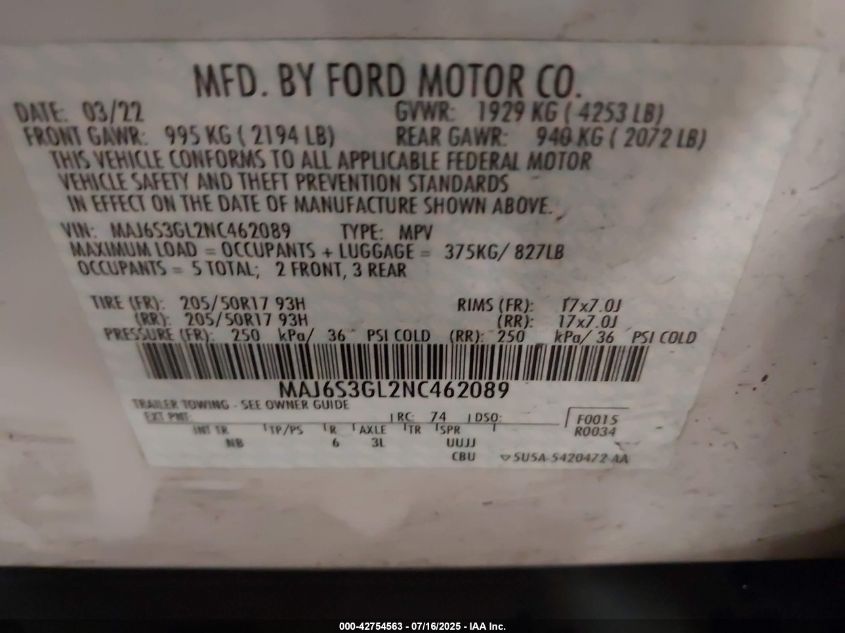 MFD. BY FORD MOTOR CO.
DATE: 03/22 GVWR: 1929 KG ( 4253 LB)
FRONT GAWR: 995 KG ( 2194 LB) REAR GAWR: 940 KG ( 2072 LB)
THIS VEHICLE CONFORMS TO ALL APPLICABLE FEDERAL MOTOR
VEHICLE SAFETY AND THEFT PREVENTION STANDARDS
IN EFFECT ON THE DATE OF MANUFACTURE SHOWN ABOVE.
VIN: MAJ6S3GL2NC462089 TYPE: MPV
MAXIMUM LOAD = OCCUPANTS + LUGGAGE = 375KG/ 827LB
OCCUPANTS = 5 TOTAL; 2 FRONT, 3 REAR
TIRE (FR): 205/50R17 93H RIMS (FR): 17x7.0J
(RR): 205/50R17 93H (RR): 17x7.0J
PRESSURE (FR): 250 kPa/ 36 PSI COLD (RR): 250 kPa/ 36 PSI COLD
MAJ6S3GL2NC462089
TRAILER TOWING - SEE OWNER GUIDE
EXT PNT: RC: 74 DSO: F0015
INT TR TP/PS R AXLE TR SPR R0034
NB 6 3L UUJJ
CBU 5U5A-5420472-AA
000-42754563 - 07/16/2025 - IAA Inc.